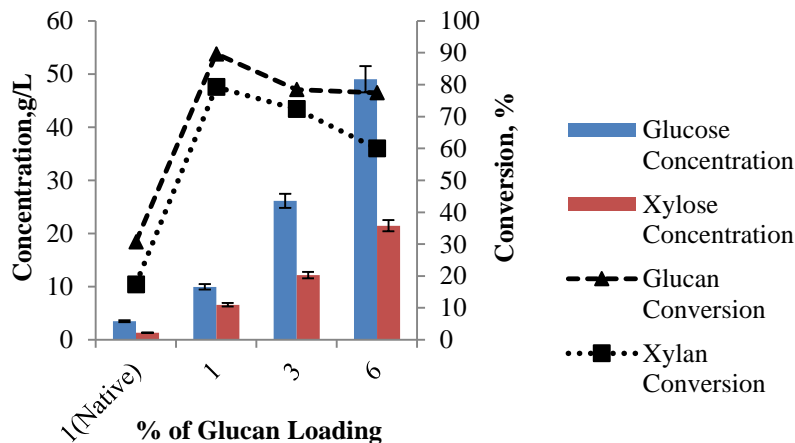 60
50
40
30
20
10
0
Concentration,g/L
100
90
80
70
60
50
40
30
20
10
0
Conversion, %
1(Native)
1
3
6
% of Glucan Loading
Glucose
Concentration
Xylose
Concentration
Glucan
Conversion
Xylan
Conversion